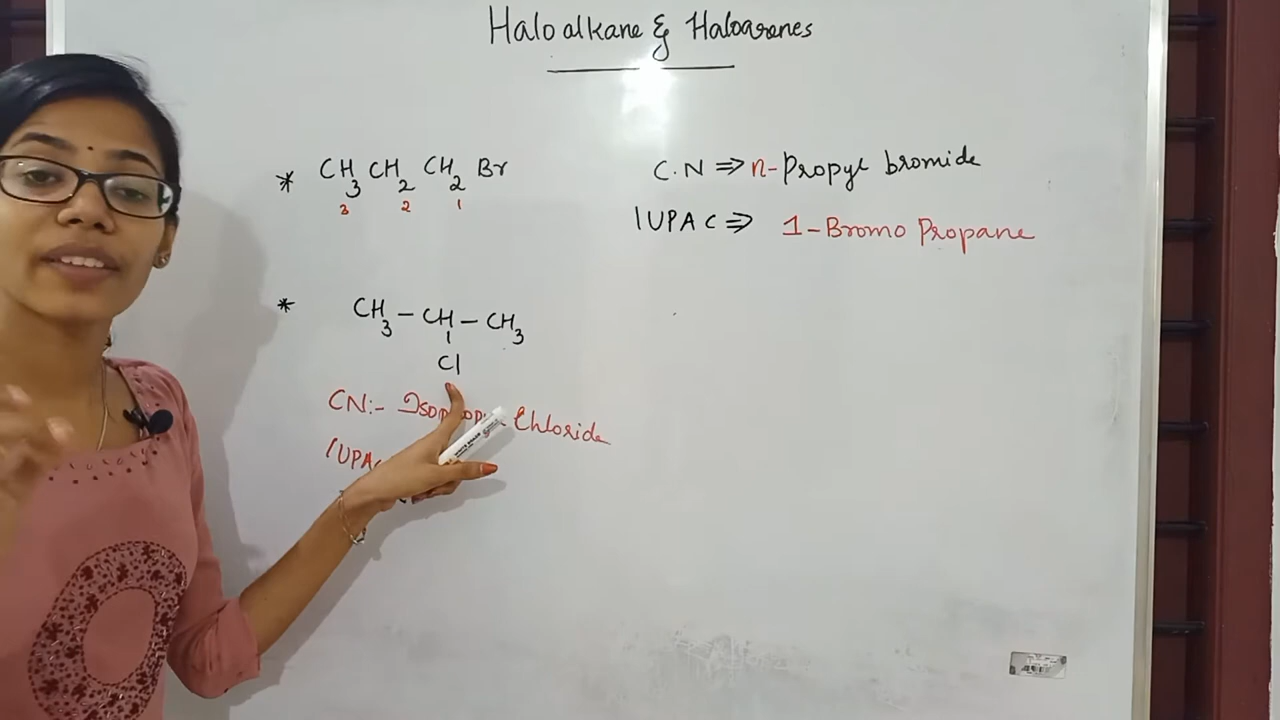 Haloalkane & Haloarenes
* CH3 CH2 CH2 Br
3 2 1
C.N ⇒ n-Propyl bromide
IUPAC ⇒ 1-Bromo Propane
* CH3 – CH – CH3
Cl
CN:- Chloride
IUPAC